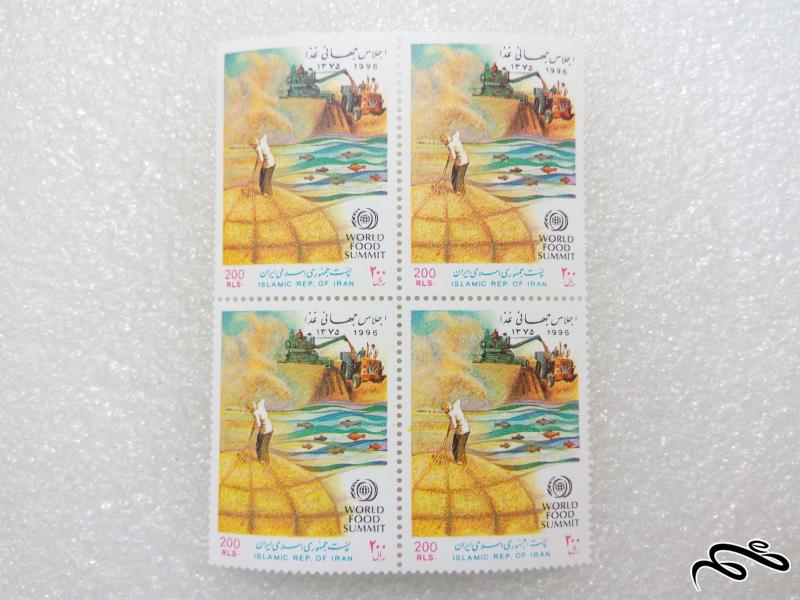 اجلاس جهانی غذا
۱۳۷۵ 1996
WORLD
FOOD
SUMMIT
200 پست جمهوری اسلامی ایران ۲۰۰
RLS. ISLAMIC REP. OF IRAN ریال
اجلاس جهانی غذا
۱۳۷۵ 1996
WORLD
FOOD
SUMMIT
200 پست جمهوری اسلامی ایران ۲۰۰
RLS. ISLAMIC REP. OF IRAN ریال
اجلاس جهانی غذا
۱۳۷۵ 1996
WORLD
FOOD
SUMMIT
200 پست جمهوری اسلامی ایران ۲۰۰
RLS. ISLAMIC REP. OF IRAN ریال
اجلاس جهانی غذا
۱۳۷۵ 1996
WORLD
FOOD
SUMMIT
200 پست جمهوری اسلامی ایران ۲۰۰
RLS. ISLAMIC REP. OF IRAN ریال